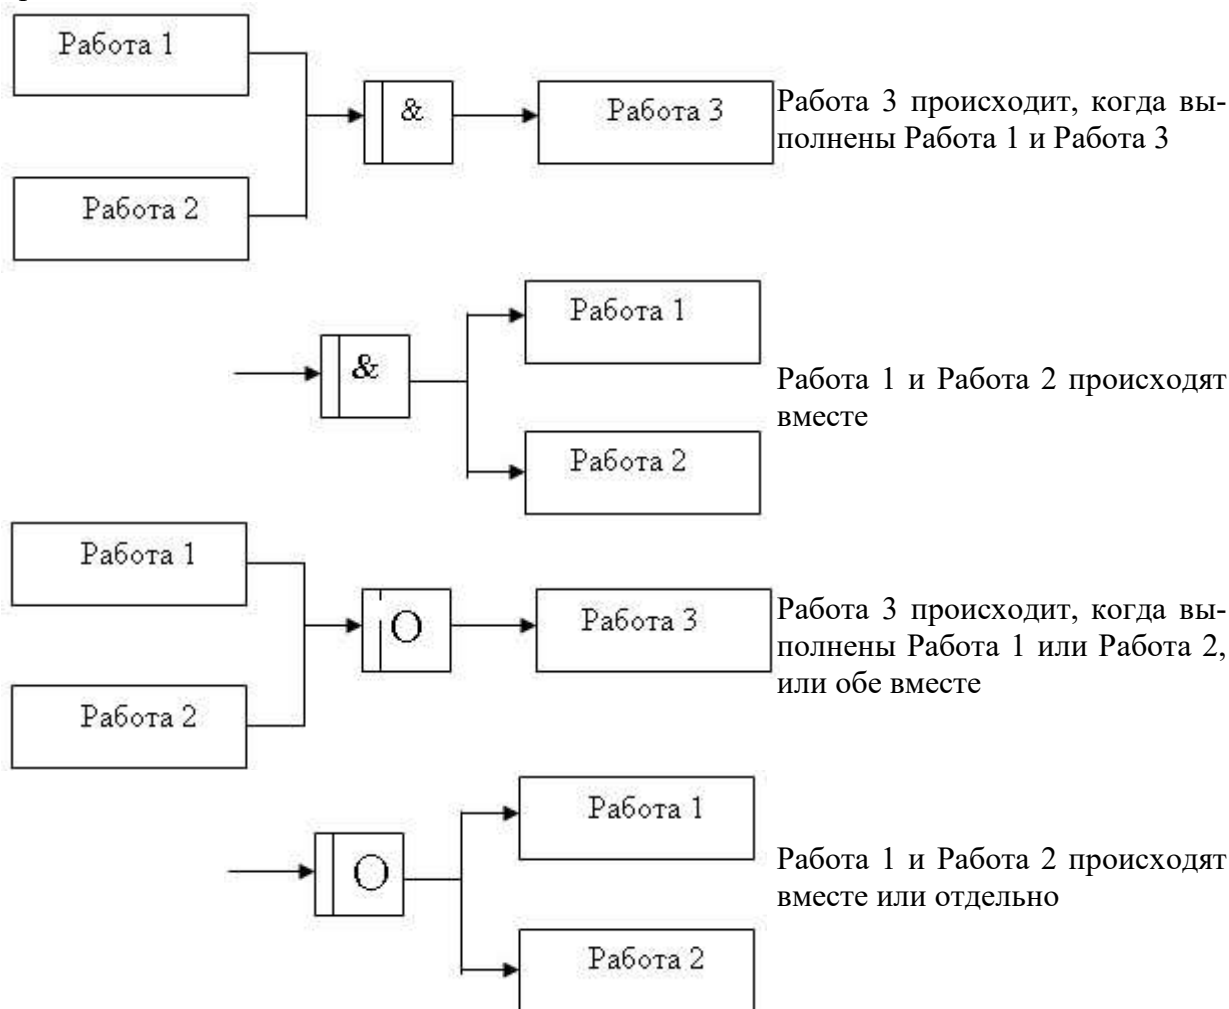 Работа 1
&
Работа 3
Работа 2
Работа 3 происходит, когда вы-
полнены Работа 1 и Работа 3
Работа 1
&
Работа 2
Работа 1 и Работа 2 происходят
вместе
Работа 1
O
Работа 3
Работа 2
Работа 3 происходит, когда вы-
полнены Работа 1 или Работа 2,
или обе вместе
Работа 1
O
Работа 2
Работа 1 и Работа 2 происходят
вместе или отдельно